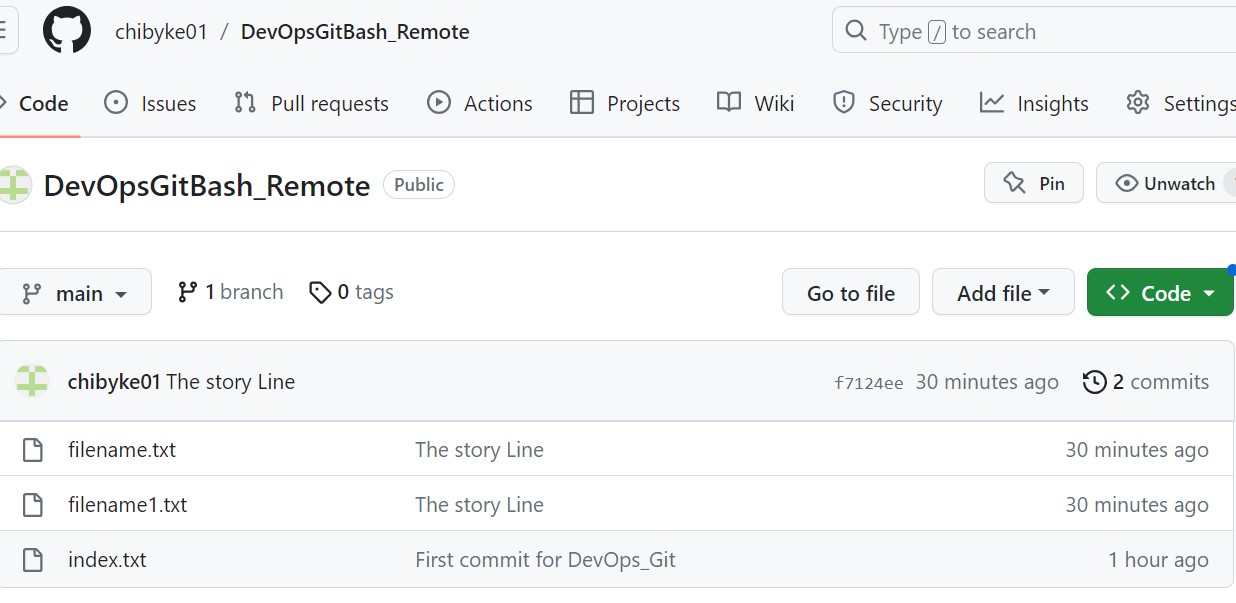 chibyke01 / DevOpsGitBash_Remote
Type / to search
Code Issues Pull requests Actions Projects Wiki Security Insights Settings
DevOpsGitBash_Remote Public
Pin Unwatch
main 1 branch 0 tags
Go to file Add file Code
chibyke01 The story Line f7124ee 30 minutes ago 2 commits
filename.txt The story Line 30 minutes ago
filename1.txt The story Line 30 minutes ago
index.txt First commit for DevOps_Git 1 hour ago